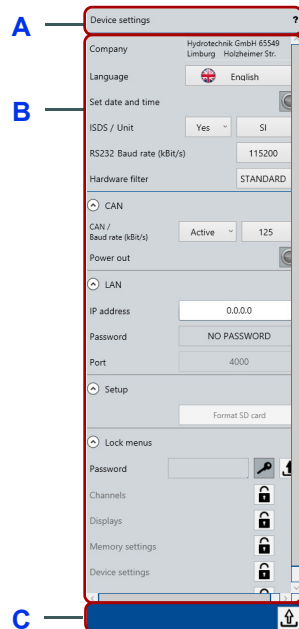 A
Device settings ?
B
Company Hydrotechnik GmbH 65549
Limburg Holzheimer Str.
Language English
Set date and time
ISDS / Unit Yes SI
RS232 Baud rate (kBit/s) 115200
Hardware filter STANDARD
CAN
CAN /
Baud rate (kBit/s) Active 125
Power out
LAN
IP address 0.0.0.0
Password NO PASSWORD
Port 4000
Setup
Format SD card
Lock menus
Password
Channels
Displays
Memory settings
Device settings
C